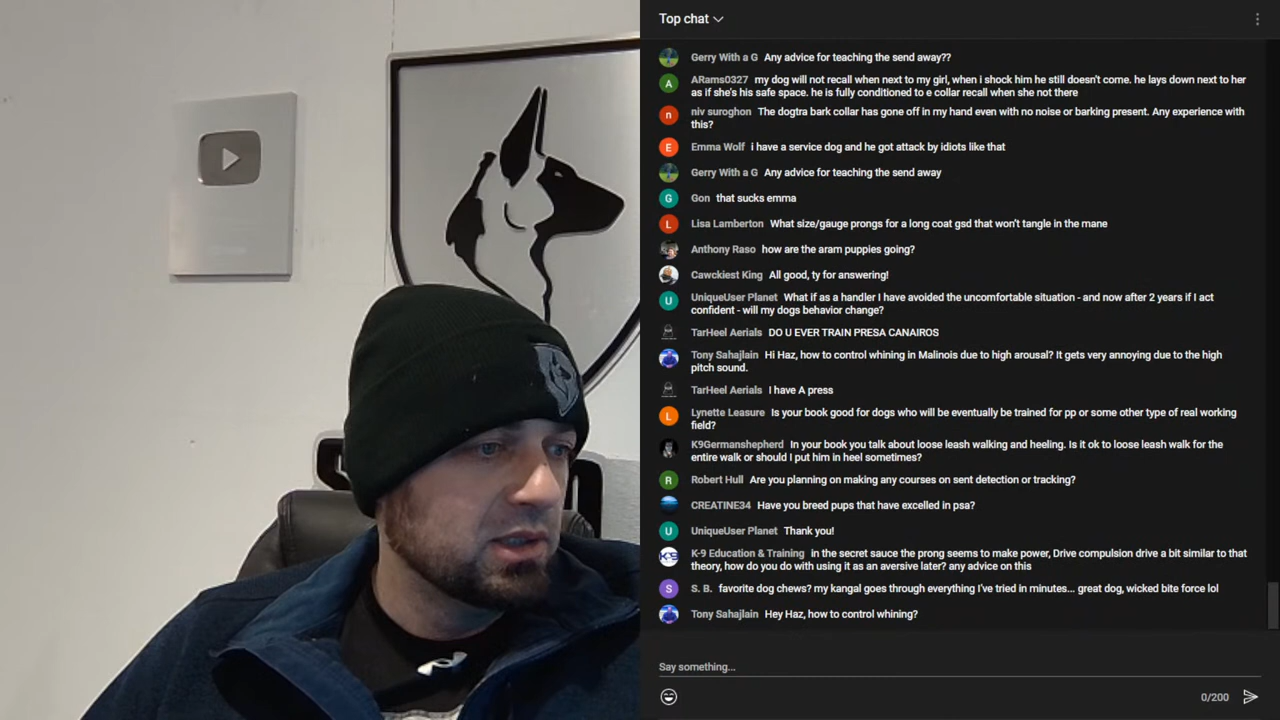 Top chat
Gerry With a G Any advice for teaching the send away??
ARams0327 my dog will not recall when next to my girl, when i shock him he still doesn't come. he lays down next to her
as if she's his safe space. he is fully conditioned to e collar recall when she not there
niv suroghon The dogtra bark collar has gone off in my hand even with no noise or barking present. Any experience with
this?
Emma Wolf i have a service dog and he got attack by idiots like that
Gerry With a G Any advice for teaching the send away
Gon that sucks emma
Lisa Lamberton What size/gauge prongs for a long coat gsd that won't tangle in the mane
Anthony Raso how are the aram puppies going?
Cawckiest King All good, ty for answering!
UniqueUser Planet What if as a handler I have avoided the uncomfortable situation - and now after 2 years if I act
confident - will my dogs behavior change?
TarHeel Aerials DO U EVER TRAIN PRESA CANAIROS
Tony Sahajlain Hi Haz, how to control whining in Malinois due to high arousal? It gets very annoying due to the high
pitch sound.
TarHeel Aerials I have A press
Lynette Leasure Is your book good for dogs who will be eventually be trained for pp or some other type of real working
field?
K9Germanshepherd In your book you talk about loose leash walking and heeling. Is it ok to loose leash walk for the
entire walk or should I put him in heel sometimes?
Robert Hull Are you planning on making any courses on sent detection or tracking?
CREATINE34 Have you breed pups that have excelled in psa?
UniqueUser Planet Thank you!
K-9 Education & Training in the secret sauce the prong seems to make power, Drive compulsion drive a bit similar to that
theory, how do you do with using it as an aversive later? any advice on this
S. B. favorite dog chews? my kangal goes through everything I've tried in minutes... great dog, wicked bite force lol
Tony Sahajlain Hey Haz, how to control whining?
Say something...
0/200
A
n
E
G
L
U
L
R
U
K-9
S